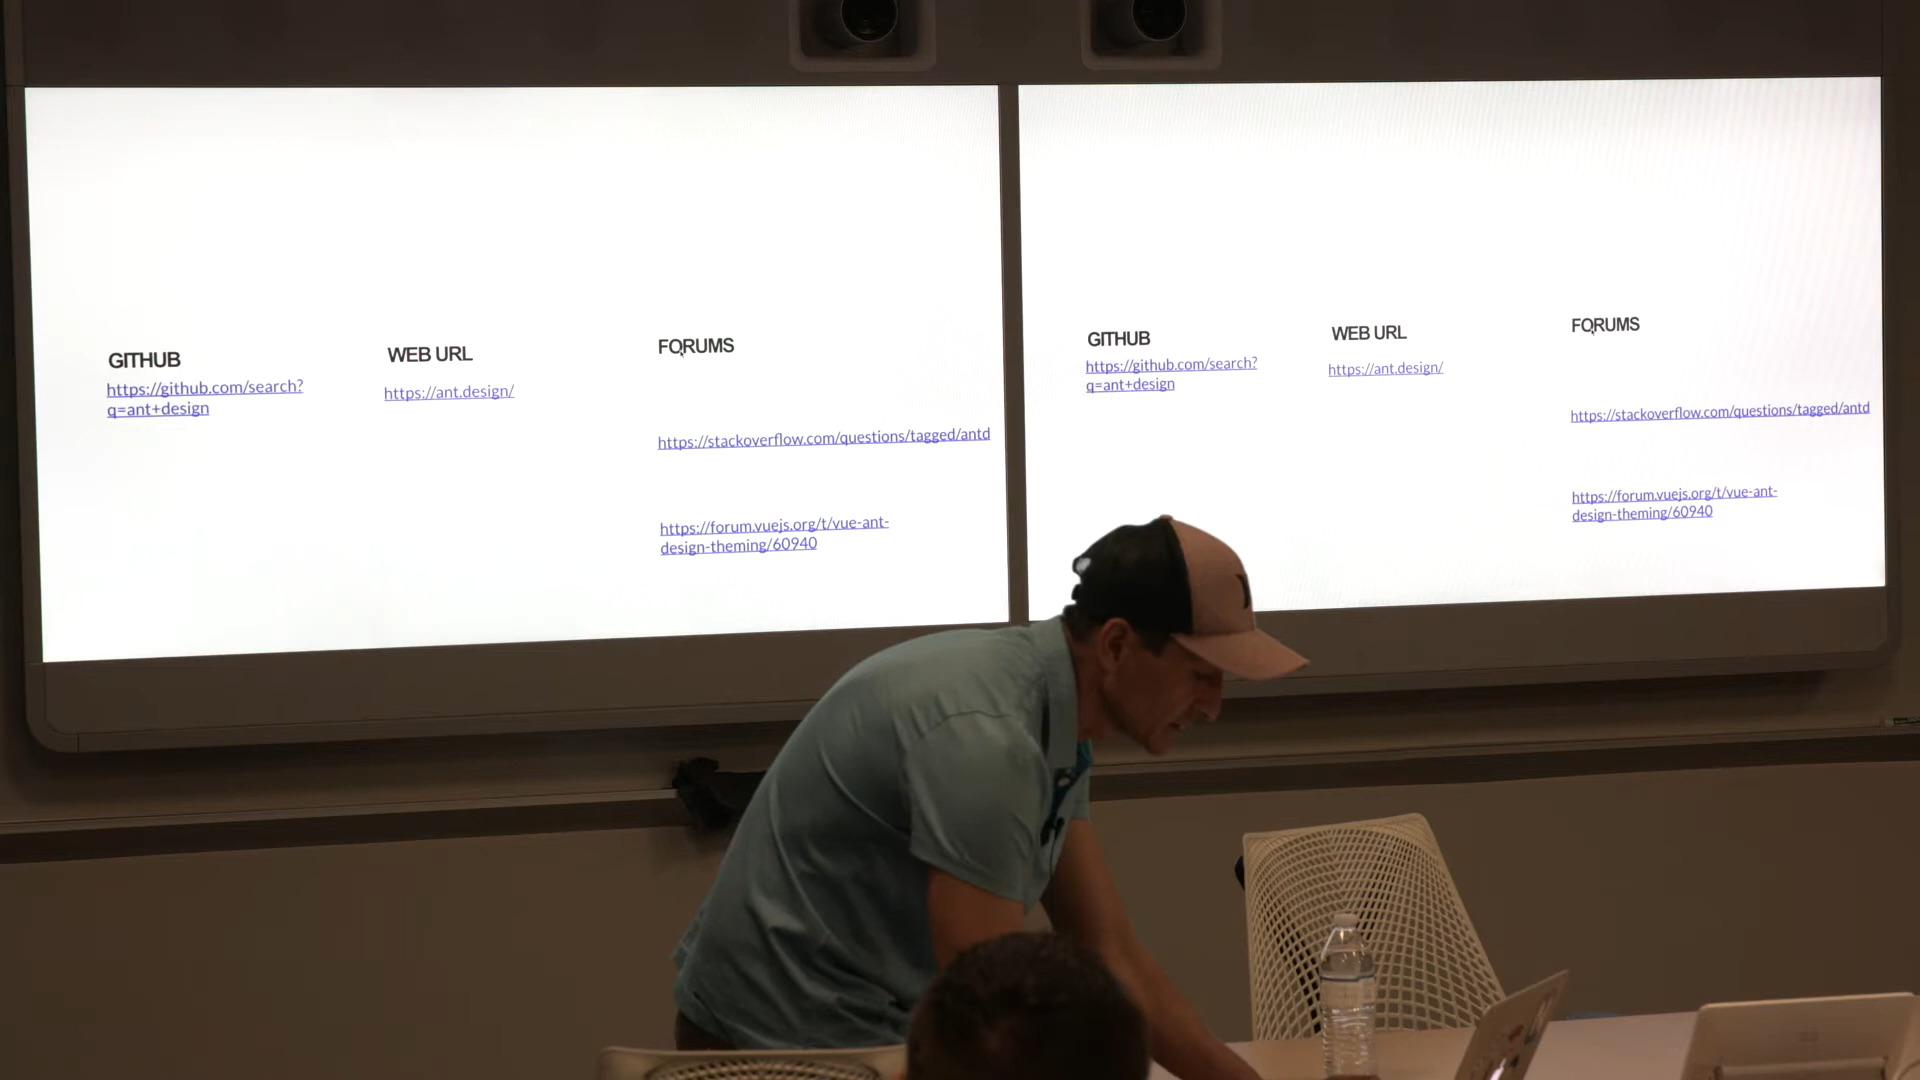 GITHUB
https://github.com/search?
q=ant+design
WEB URL
https://ant.design/
FORUMS
https://stackoverflow.com/questions/tagged/antd
https://forum.vuejs.org/t/vue-ant-
design-theming/60940
GITHUB
https://github.com/search?
q=ant+design
WEB URL
https://ant.design/
FORUMS
https://stackoverflow.com/questions/tagged/antd
https://forum.vuejs.org/t/vue-ant-
design-theming/60940